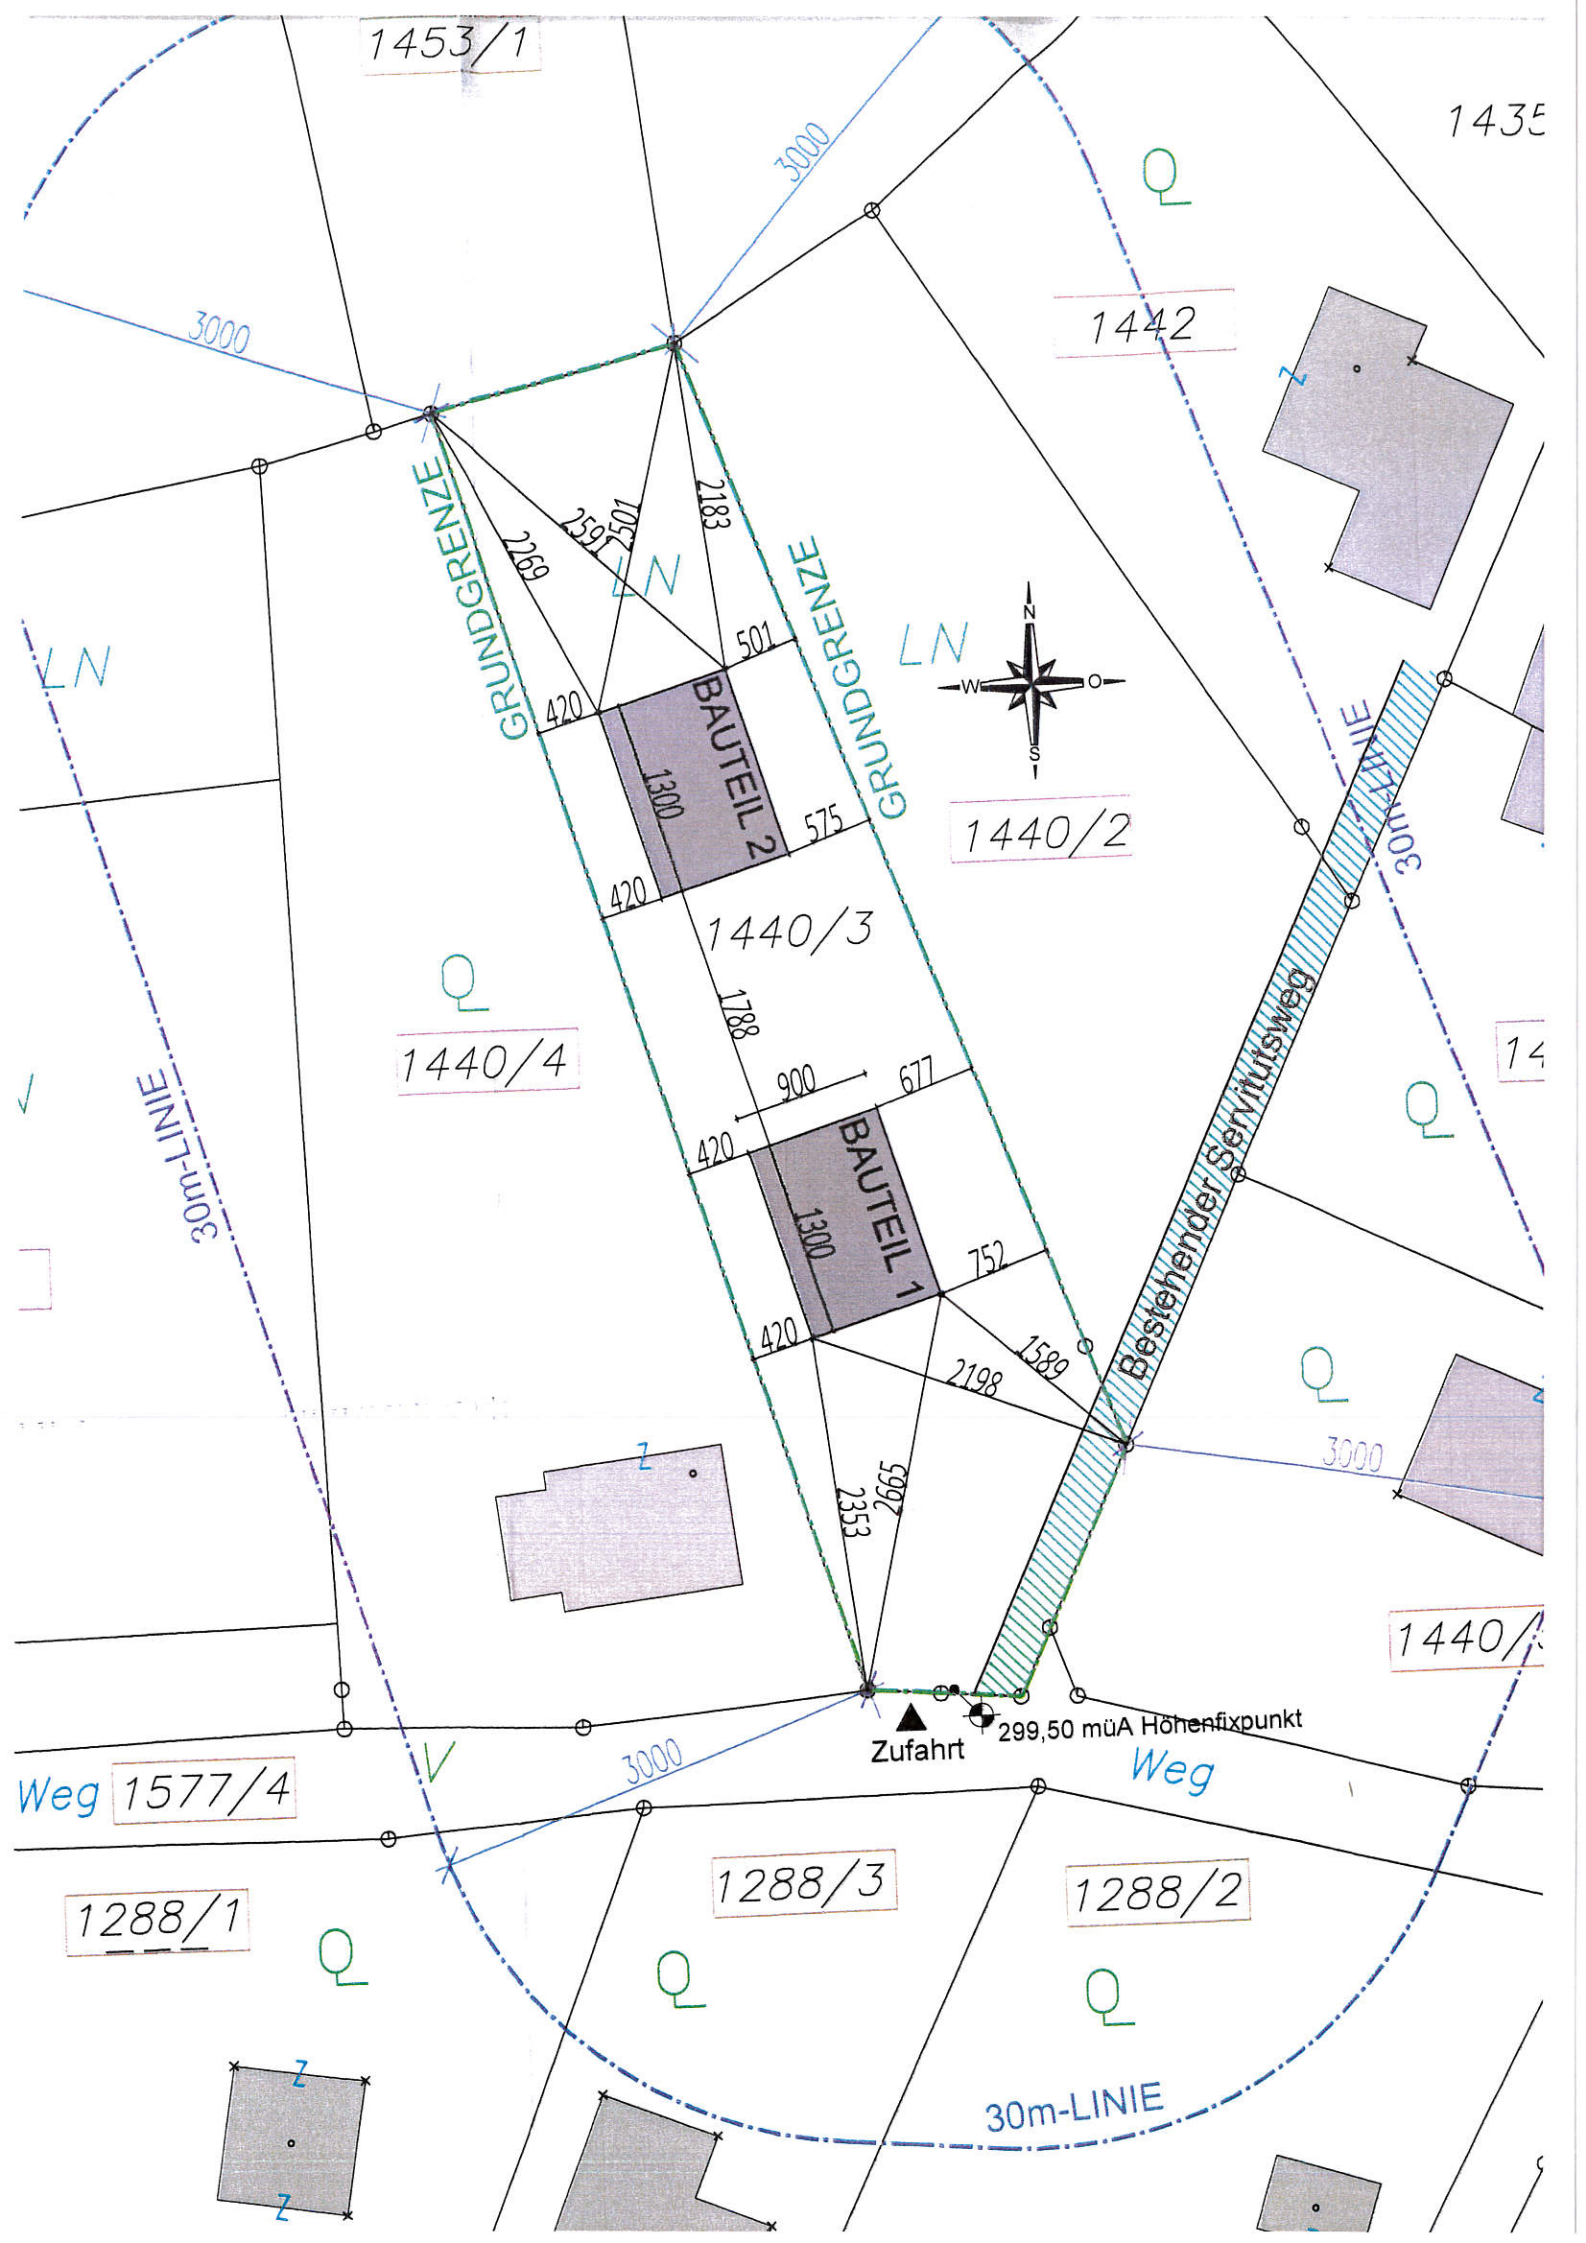 1453/1
3000
1435
Q
3000
1442
Z
GRUNDGRENZE
2269
2591
2501
2183
LN
501
GRUNDGRENZE
LN
LN
N
W
O
S
420
BAUTEIL 2
1300
575
420
1440/2
30m-LINIE
1440/3
Q
1440/4
1788
900
677
14
Q
30m-LINIE
420
BAUTEIL 1
1300
752
420
Bestehender Servitutsweg
1589
2198
Q
Z
2353
2665
3000
1440/
299,50 müA Höhenfixpunkt
Zufahrt
Weg
3000
V
Weg 1577/4
1288/3
1288/2
1288/1
Q
Q
Q
30m-LINIE
Z
Z